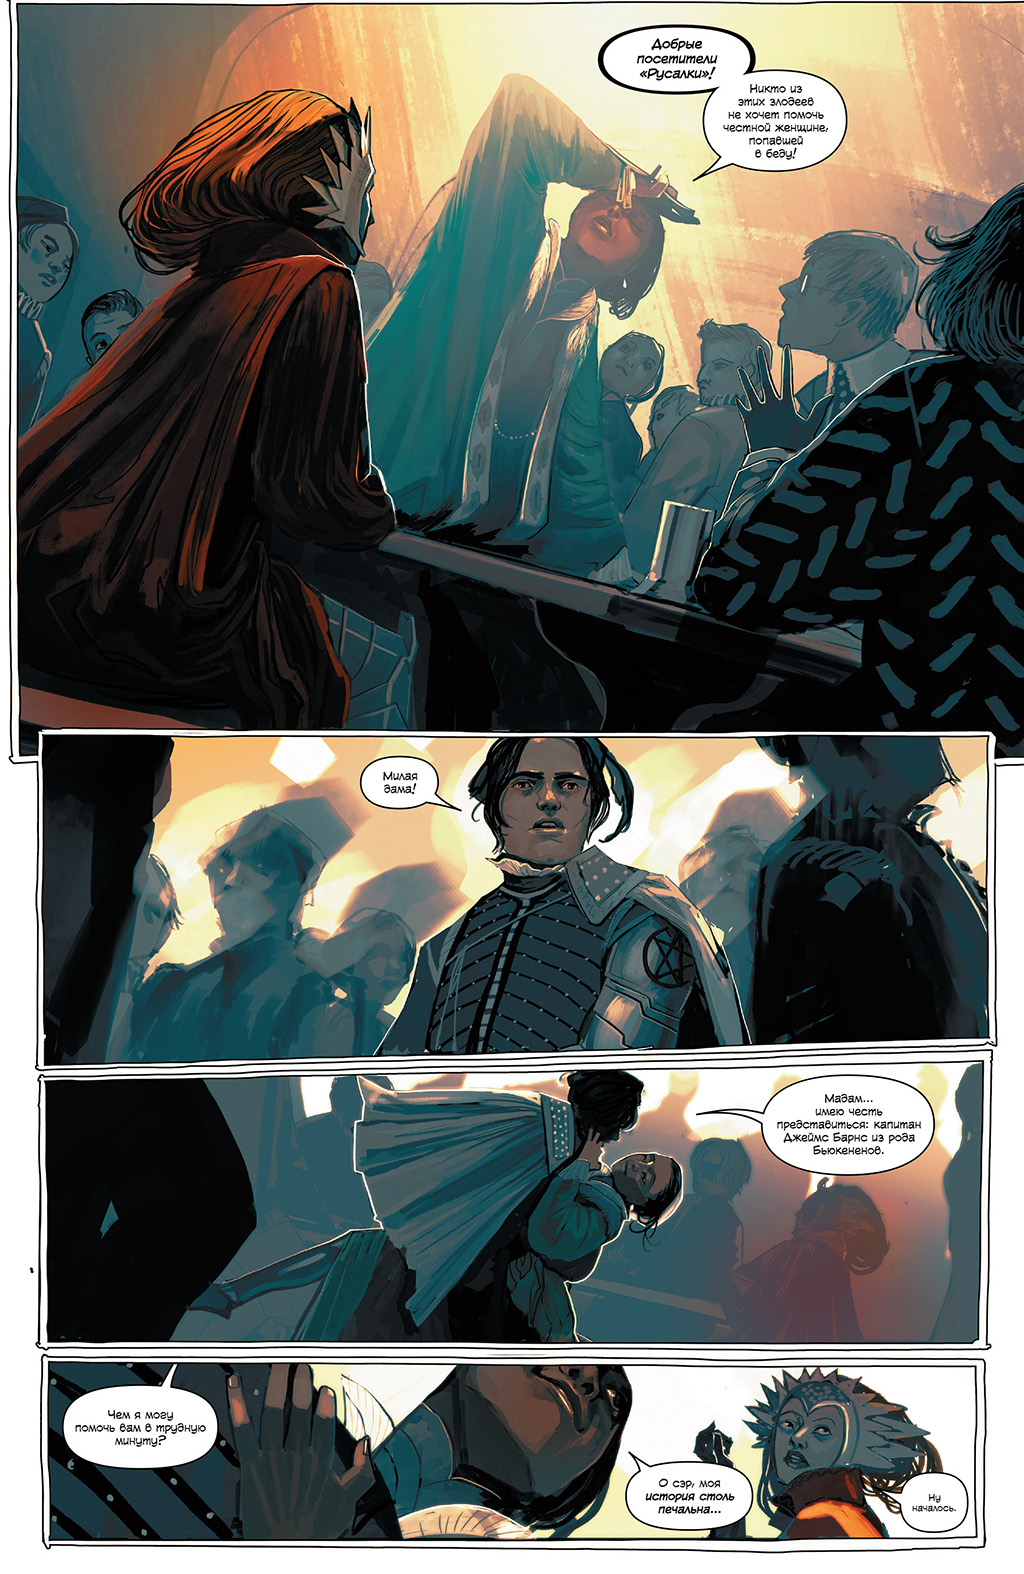 Добрые
посетители
«Русалки»!
Никто из
этих злодеев
не хочет помочь
честной женщине,
попавшей
в беду!
Милая
дама!
Мадам...
имею честь
представиться: капитан
Джеймс Барнс из рода
Бьюкененов.
Чем я могу
помочь вам в трудную
минуту?
О сэр, моя
история столь
печальна...
Ну
началось.